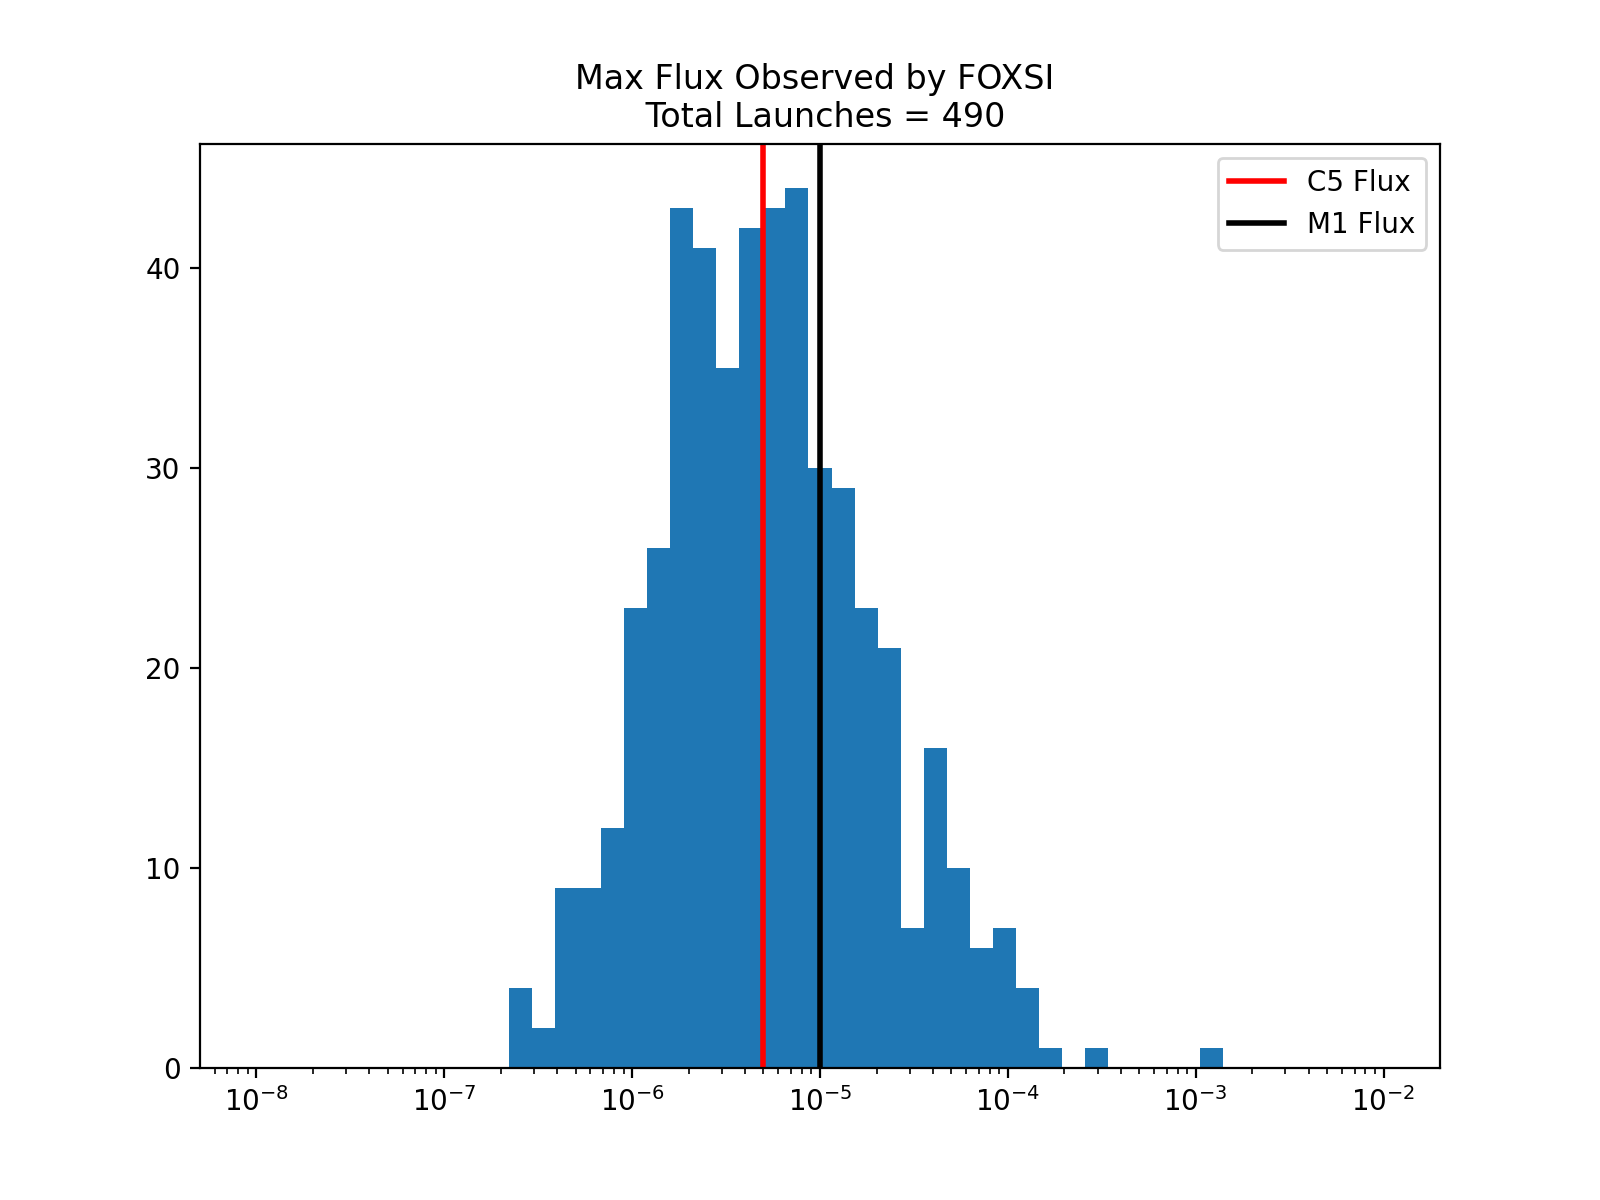 Max Flux Observed by FOXSI
Total Launches = 490
C5 Flux
M1 Flux
40
30
20
10
0
10⁻⁸ 10⁻⁷ 10⁻⁶ 10⁻⁵ 10⁻⁴ 10⁻³ 10⁻²